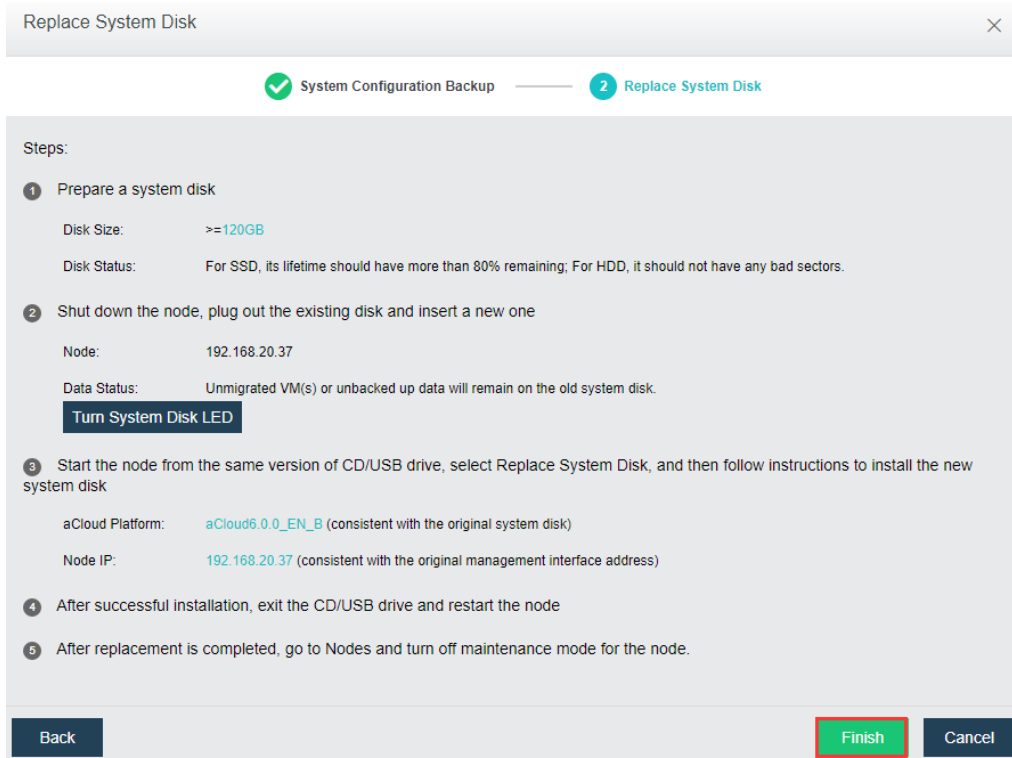 Replace System Disk
System Configuration Backup
2 Replace System Disk
Steps:
1 Prepare a system disk
Disk Size: >=120GB
Disk Status: For SSD, its lifetime should have more than 80% remaining; For HDD, it should not have any bad sectors.
2 Shut down the node, plug out the existing disk and insert a new one
Node: 192.168.20.37
Data Status: Unmigrated VM(s) or unbacked up data will remain on the old system disk.
Turn System Disk LED
3 Start the node from the same version of CD/USB drive, select Replace System Disk, and then follow instructions to install the new
system disk
aCloud Platform: aCloud6.0.0_EN_B (consistent with the original system disk)
Node IP: 192.168.20.37 (consistent with the original management interface address)
4 After successful installation, exit the CD/USB drive and restart the node
5 After replacement is completed, go to Nodes and turn off maintenance mode for the node.
Back
Finish
Cancel